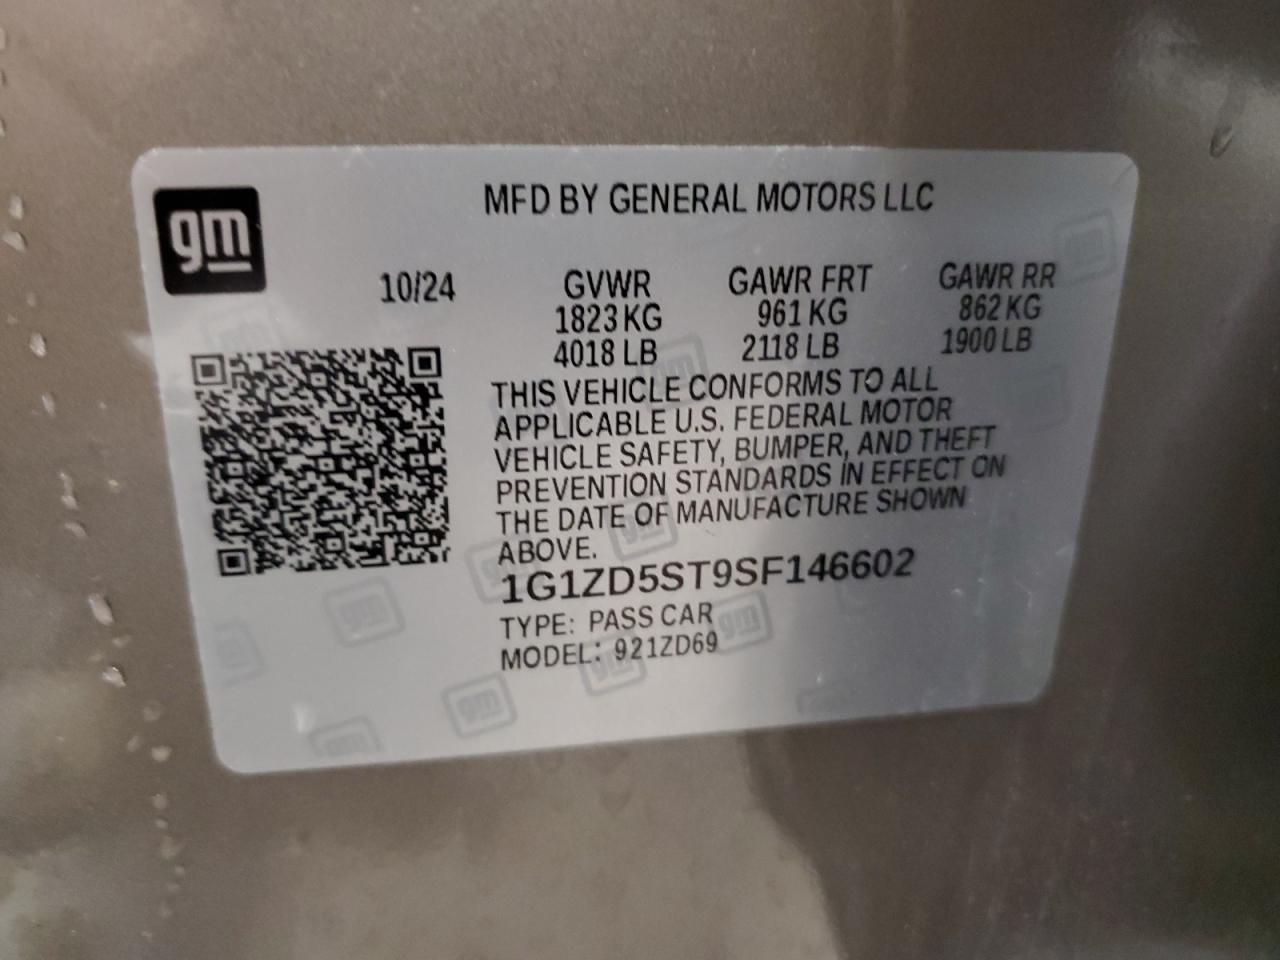 gm
MFD BY GENERAL MOTORS LLC
10/24 GVWR GAWR FRT GAWR RR
1823 KG 961 KG 862 KG
4018 LB 2118 LB 1900 LB
THIS VEHICLE CONFORMS TO ALL
APPLICABLE U.S. FEDERAL MOTOR
VEHICLE SAFETY, BUMPER, AND THEFT
PREVENTION STANDARDS IN EFFECT ON
THE DATE OF MANUFACTURE SHOWN
ABOVE.
1G1ZD5ST9SF146602
TYPE: PASS CAR
MODEL: 921ZD69